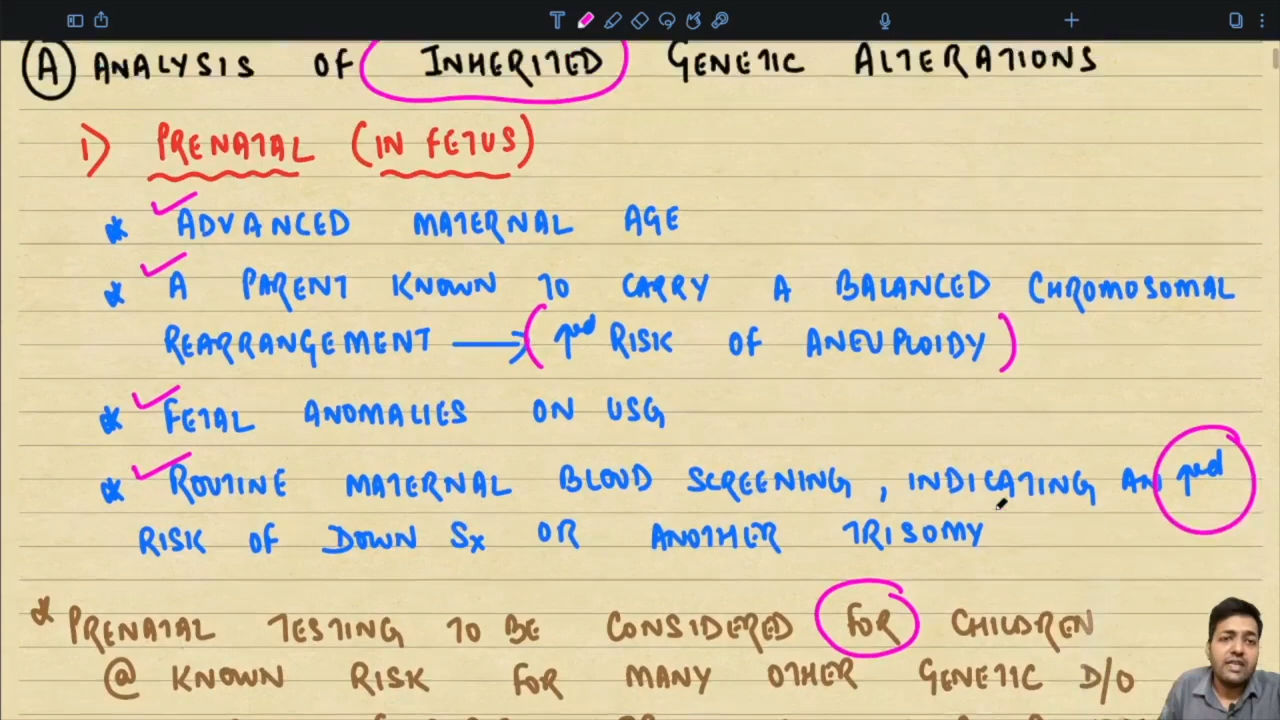 A ANALYSIS OF INHERITED GENETIC ALTERATIONS
1) PRENATAL (IN FETUS)
* ADVANCED MATERNAL AGE
* A PARENT KNOWN TO CARRY A BALANCED CHROMOSOMAL
REARRANGEMENT → (↑ed RISK OF ANEUPLOIDY)
* FETAL ANOMALIES ON USG
* ROUTINE MATERNAL BLOOD SCREENING, INDICATING AN ↑ed
RISK OF DOWN Sx OR ANOTHER TRISOMY
* PRENATAL TESTING TO BE CONSIDERED FOR CHILDREN
@ KNOWN RISK FOR MANY OTHER GENETIC D/O